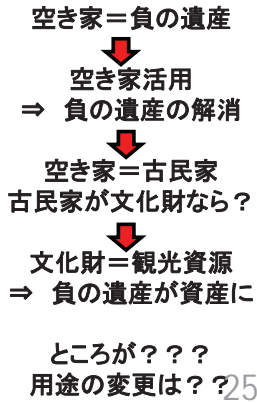 空き家＝負の遺産
空き家活用
⇒　負の遺産の解消
空き家＝古民家
古民家が文化財なら？
文化財＝観光資源
⇒　負の遺産が資産に
ところが？？？
用途の変更は？？
25